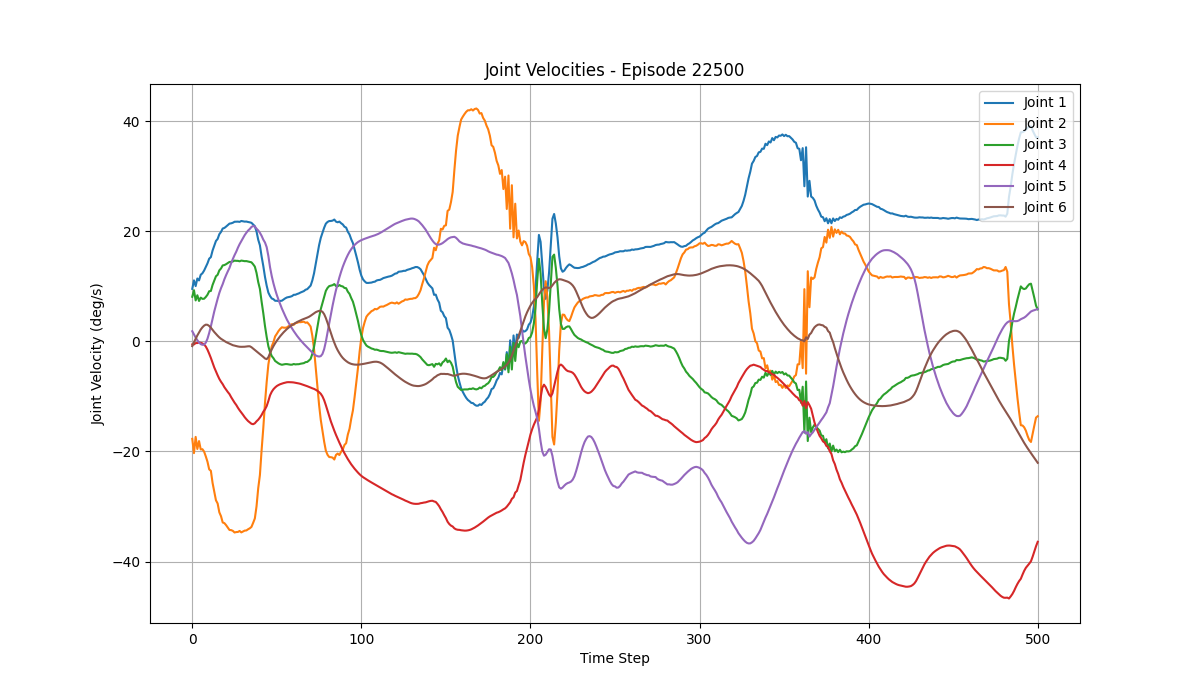 Joint Velocities - Episode 22500
Joint Velocity (deg/s)
40
20
0
−20
−40
0
100
200
300
400
500
Time Step
Joint 1
Joint 2
Joint 3
Joint 4
Joint 5
Joint 6